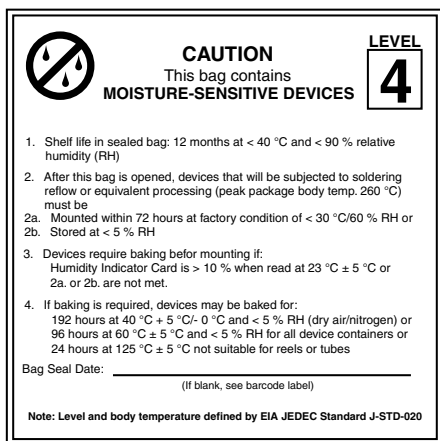 LEVEL
CAUTION
This bag contains
MOISTURE-SENSITIVE DEVICES
4
1. Shelf life in sealed bag: 12 months at < 40 °C and < 90 % relative
humidity (RH)
2. After this bag is opened, devices that will be subjected to soldering
reflow or equivalent processing (peak package body temp. 260 °C)
must be
2a. Mounted within 72 hours at factory condition of < 30 °C/60 % RH or
2b. Stored at < 5 % RH
3. Devices require baking befor mounting if:
Humidity Indicator Card is > 10 % when read at 23 °C ± 5 °C or
2a. or 2b. are not met.
4. If baking is required, devices may be baked for:
192 hours at 40 °C + 5 °C/- 0 °C and < 5 % RH (dry air/nitrogen) or
96 hours at 60 °C ± 5 °C and < 5 % RH for all device containers or
24 hours at 125 °C ± 5 °C not suitable for reels or tubes
Bag Seal Date:
(If blank, see barcode label)
Note: Level and body temperature defined by EIA JEDEC Standard J-STD-020